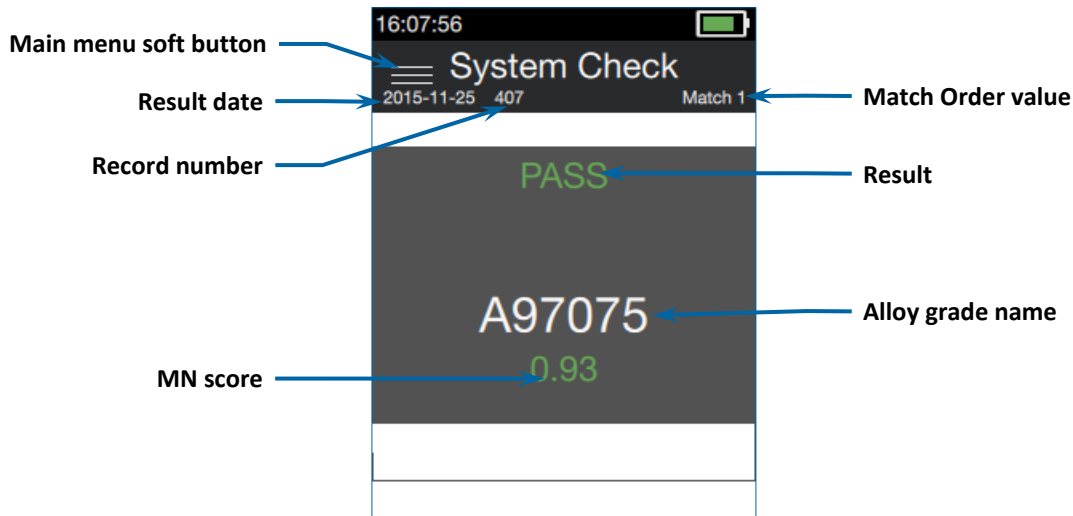 16:07:56
Main menu soft button
System Check
Result date
2015-11-25 407 Match 1
Match Order value
Record number
PASS
Result
A97075
Alloy grade name
MN score
0.93